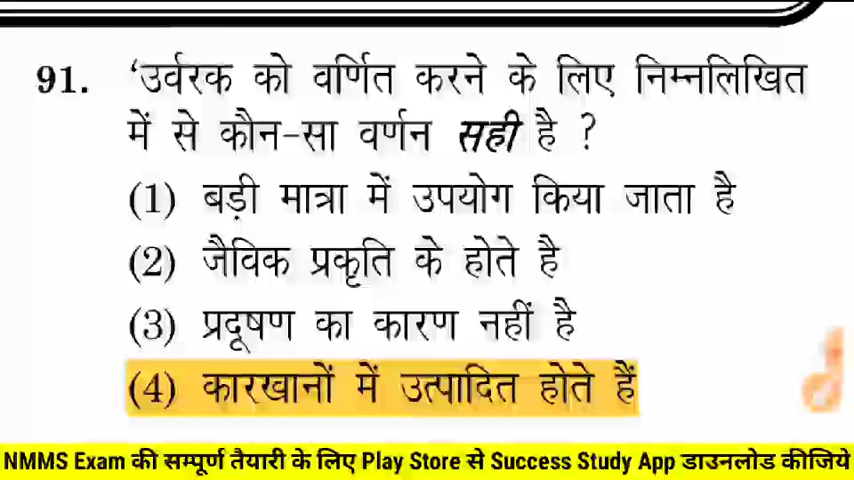 91. ‘उर्वरक को वर्णित करने के लिए निम्नलिखित
में से कौन-सा वर्णन सही है ?
(1) बड़ी मात्रा में उपयोग किया जाता है
(2) जैविक प्रकृति के होते है
(3) प्रदूषण का कारण नहीं है
(4) कारखानों में उत्पादित होते हैं
NMMS Exam की सम्पूर्ण तैयारी के लिए Play Store से Success Study App डाउनलोड कीजिये